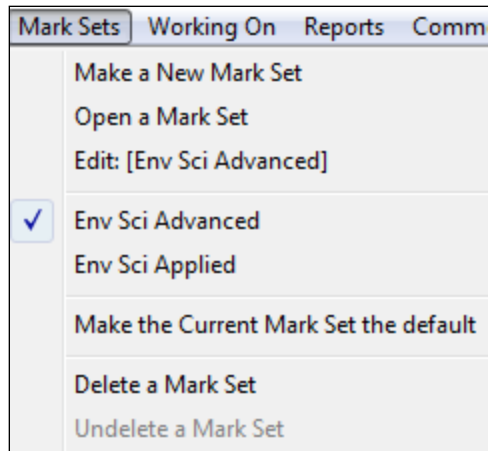 Mark Sets Working On Reports Comm
Make a New Mark Set
Open a Mark Set
Edit: [Env Sci Advanced]
Env Sci Advanced
Env Sci Applied
Make the Current Mark Set the default
Delete a Mark Set
Undelete a Mark Set